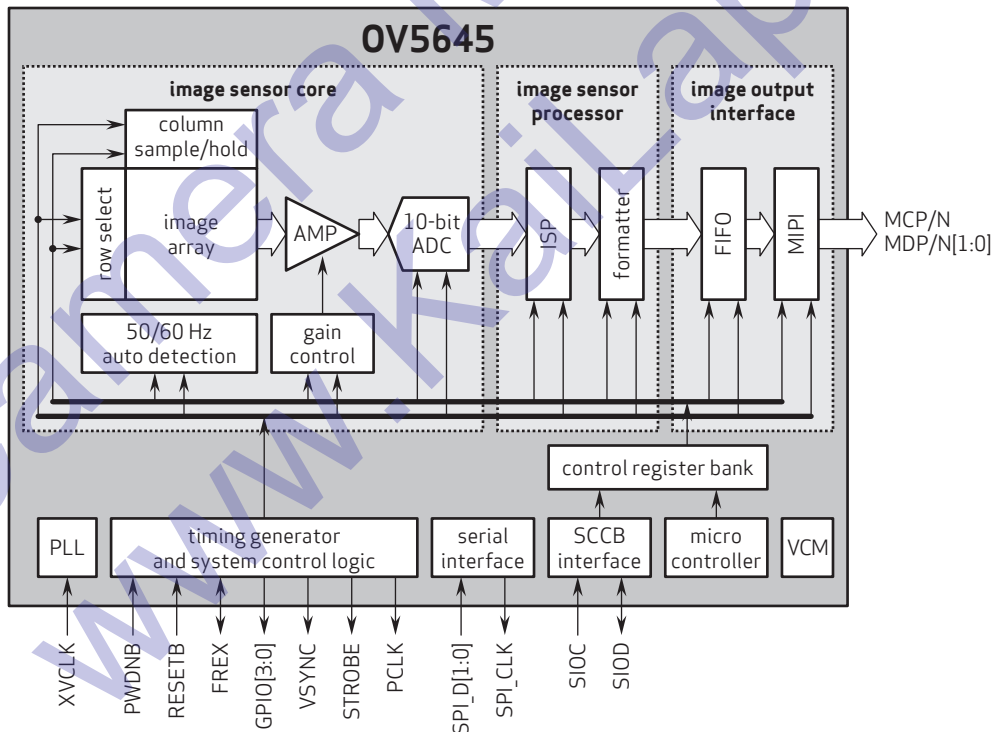 OV5645
image sensor core
image sensor
processor
image output
interface
column
sample/hold
row select
image
array
AMP
10-bit
ADC
ISP
formatter
FIFO
MIPI
MCP/N
MDP/N[1:0]
50/60 Hz
auto detection
gain
control
control register bank
PLL
timing generator
and system control logic
serial
interface
SCCB
interface
micro
controller
VCM
XVCLK
PWDNB
RESETB
FREX
GPIO[3:0]
VSYNC
STROBE
PCLK
SPI_D[1:0]
SPI_CLK
SIOC
SIOD